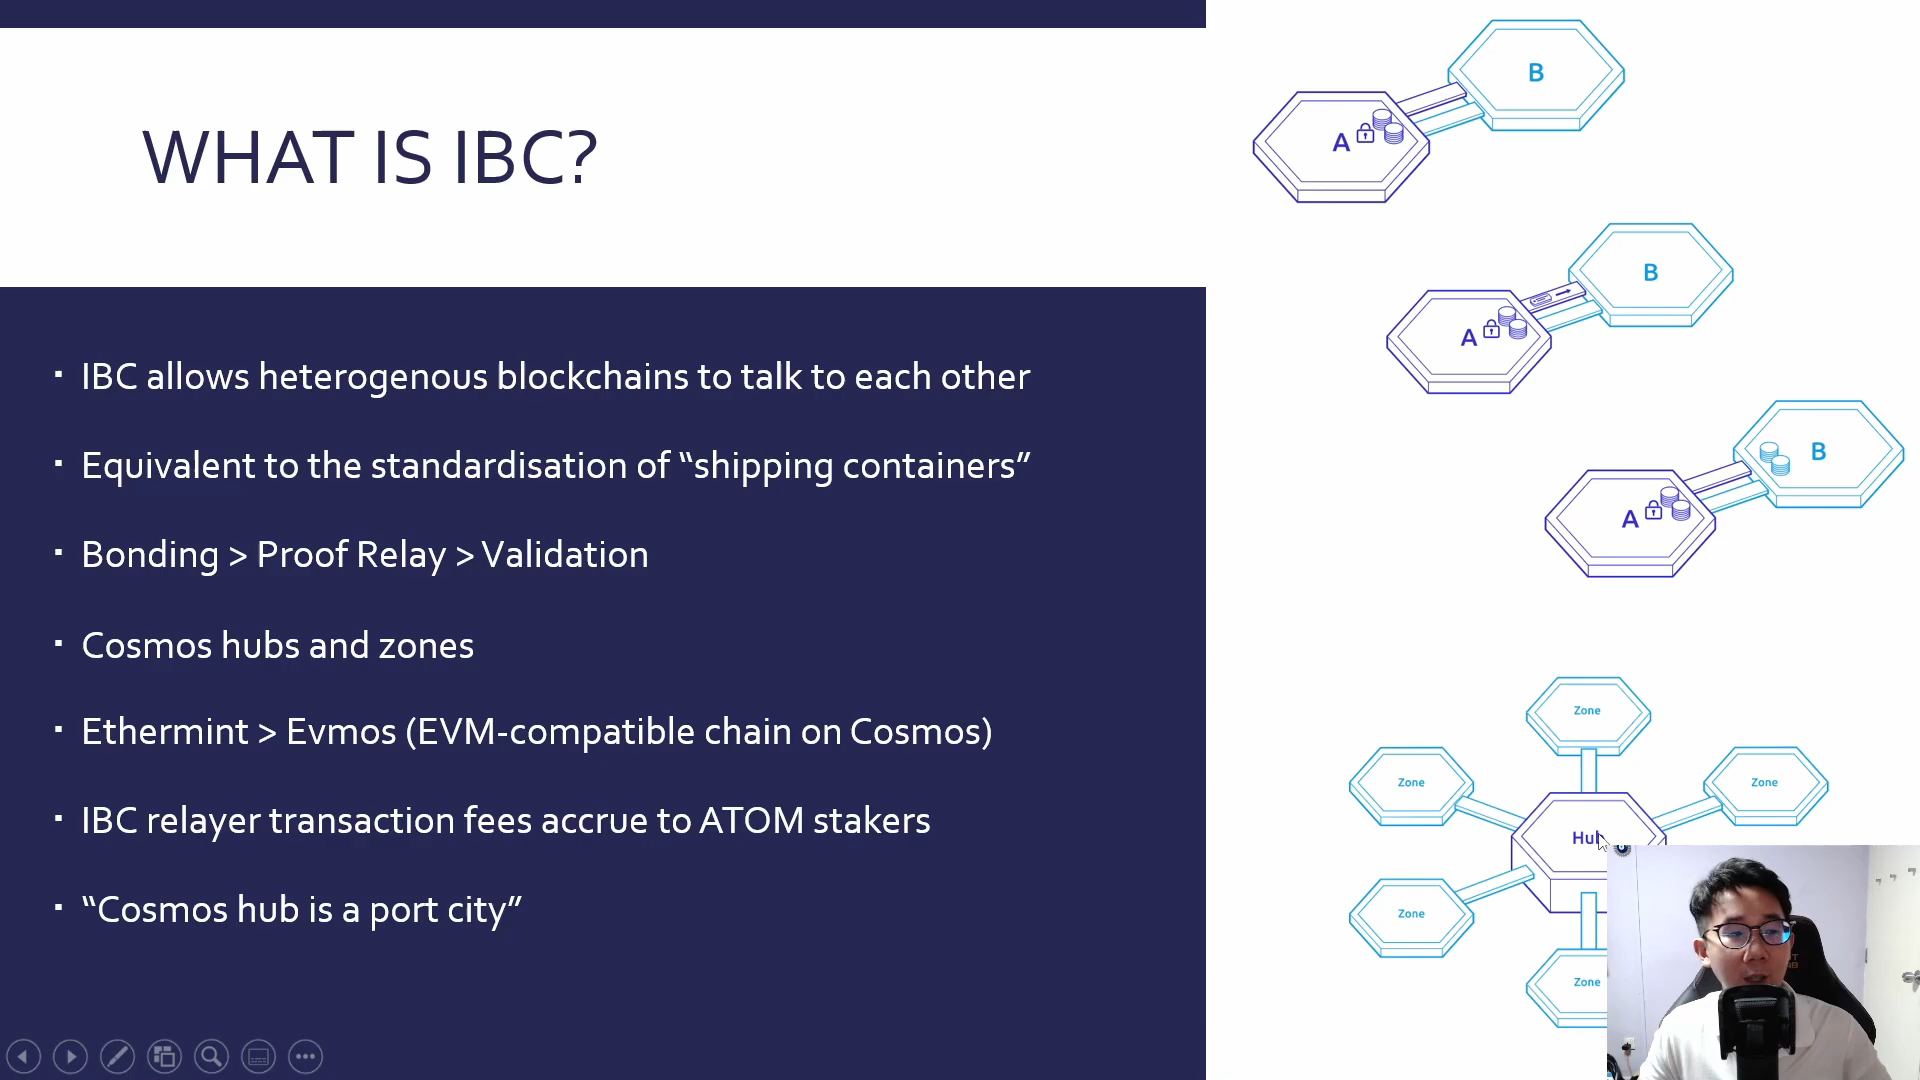 WHAT IS IBC?
IBC allows heterogenous blockchains to talk to each other
Equivalent to the standardisation of “shipping containers”
Bonding > Proof Relay > Validation
Cosmos hubs and zones
Ethermint > Evmos (EVM-compatible chain on Cosmos)
IBC relayer transaction fees accrue to ATOM stakers
“Cosmos hub is a port city”
B
A
B
A
B
A
Zone
Zone
Zone
Hub
Zone
Zone